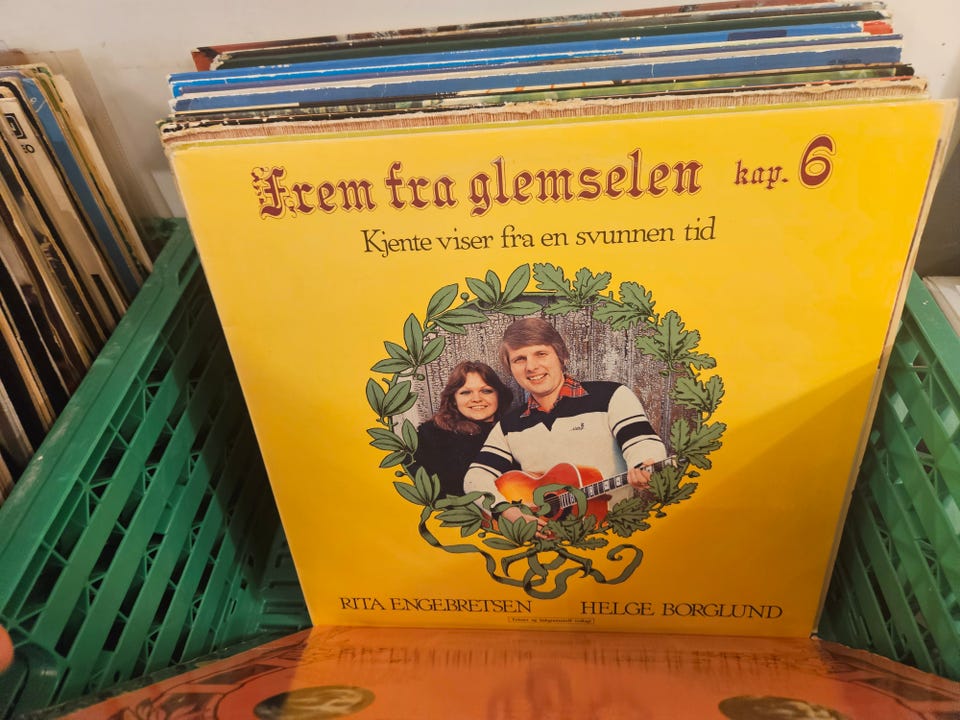 Frem fra glemselen kap. 6
Kjente viser fra en svunnen tid
RITA ENGEBRETSEN HELGE BORGLUND